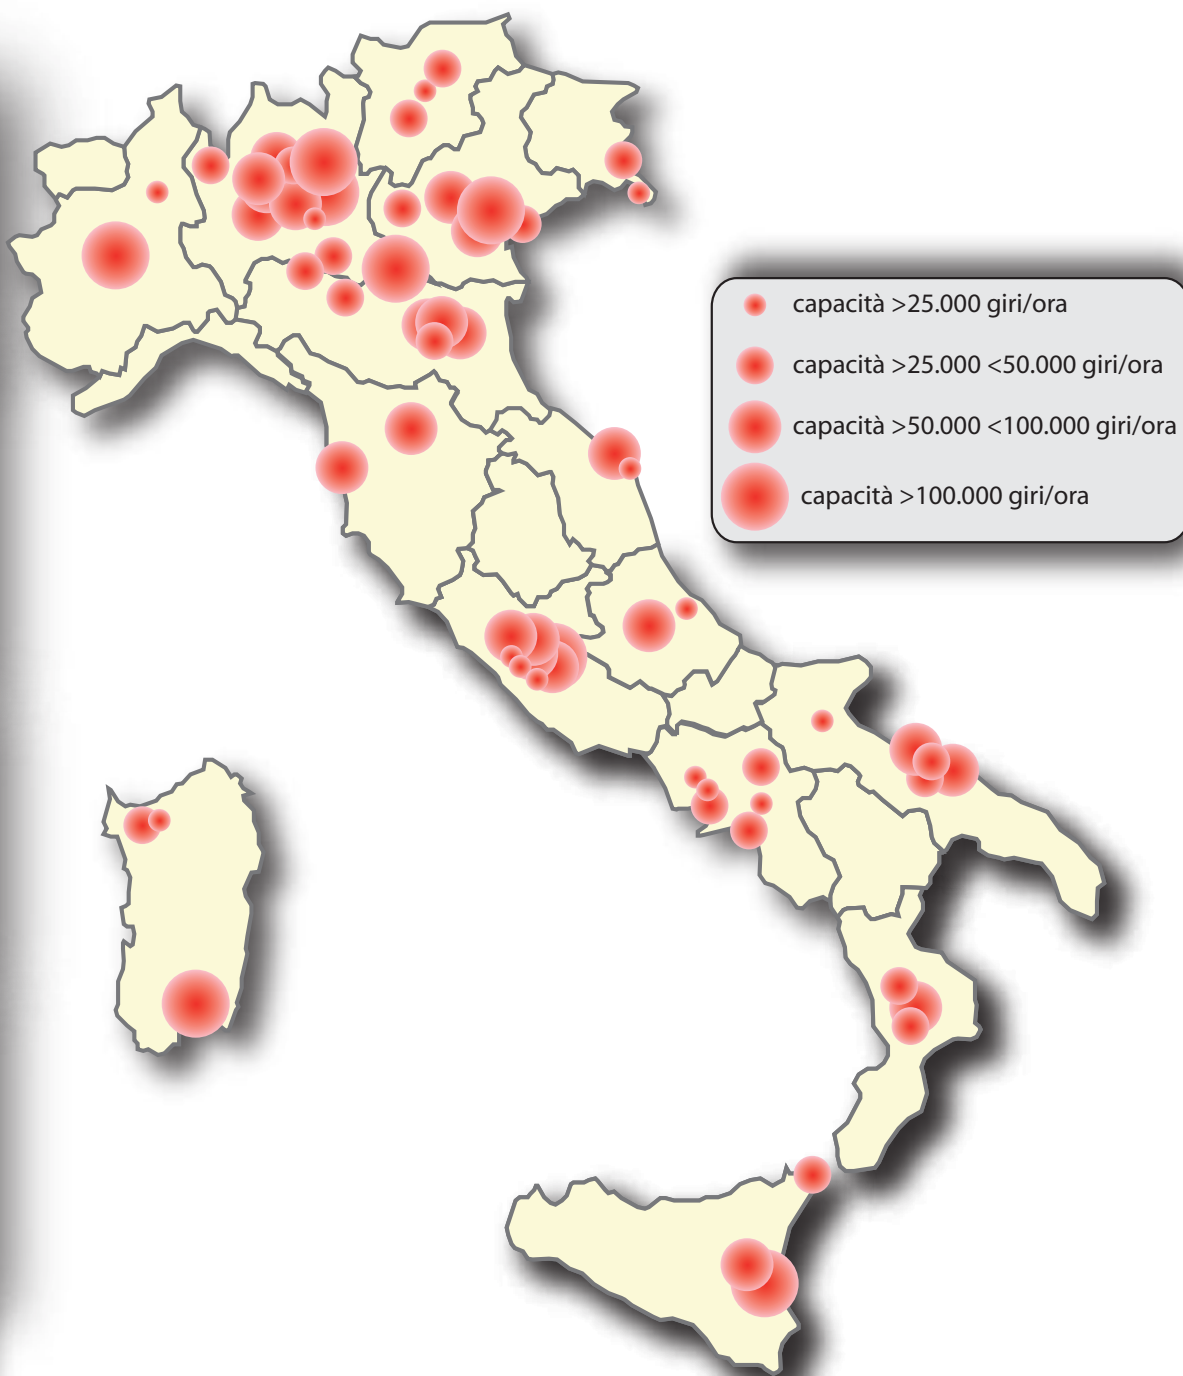 capacità >25.000 giri/ora
capacità >25.000 <50.000 giri/ora
capacità >50.000 <100.000 giri/ora
capacità >100.000 giri/ora